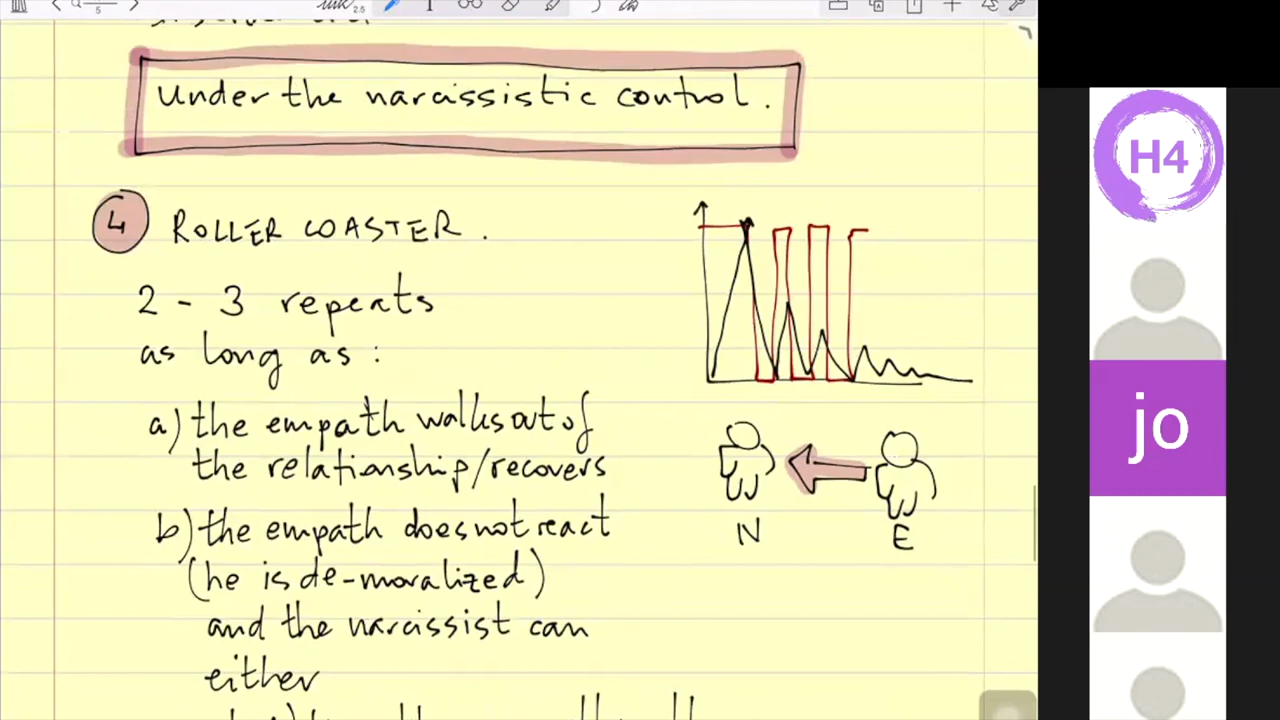 Under the narcissistic control.
4 ROLLER COASTER.
2 - 3 repeats
as long as:
a) the empath walks out of
the relationship/recovers
b) the empath does not react
(he is de-moralized)
and the narcissist can
either
N E
H4
jo